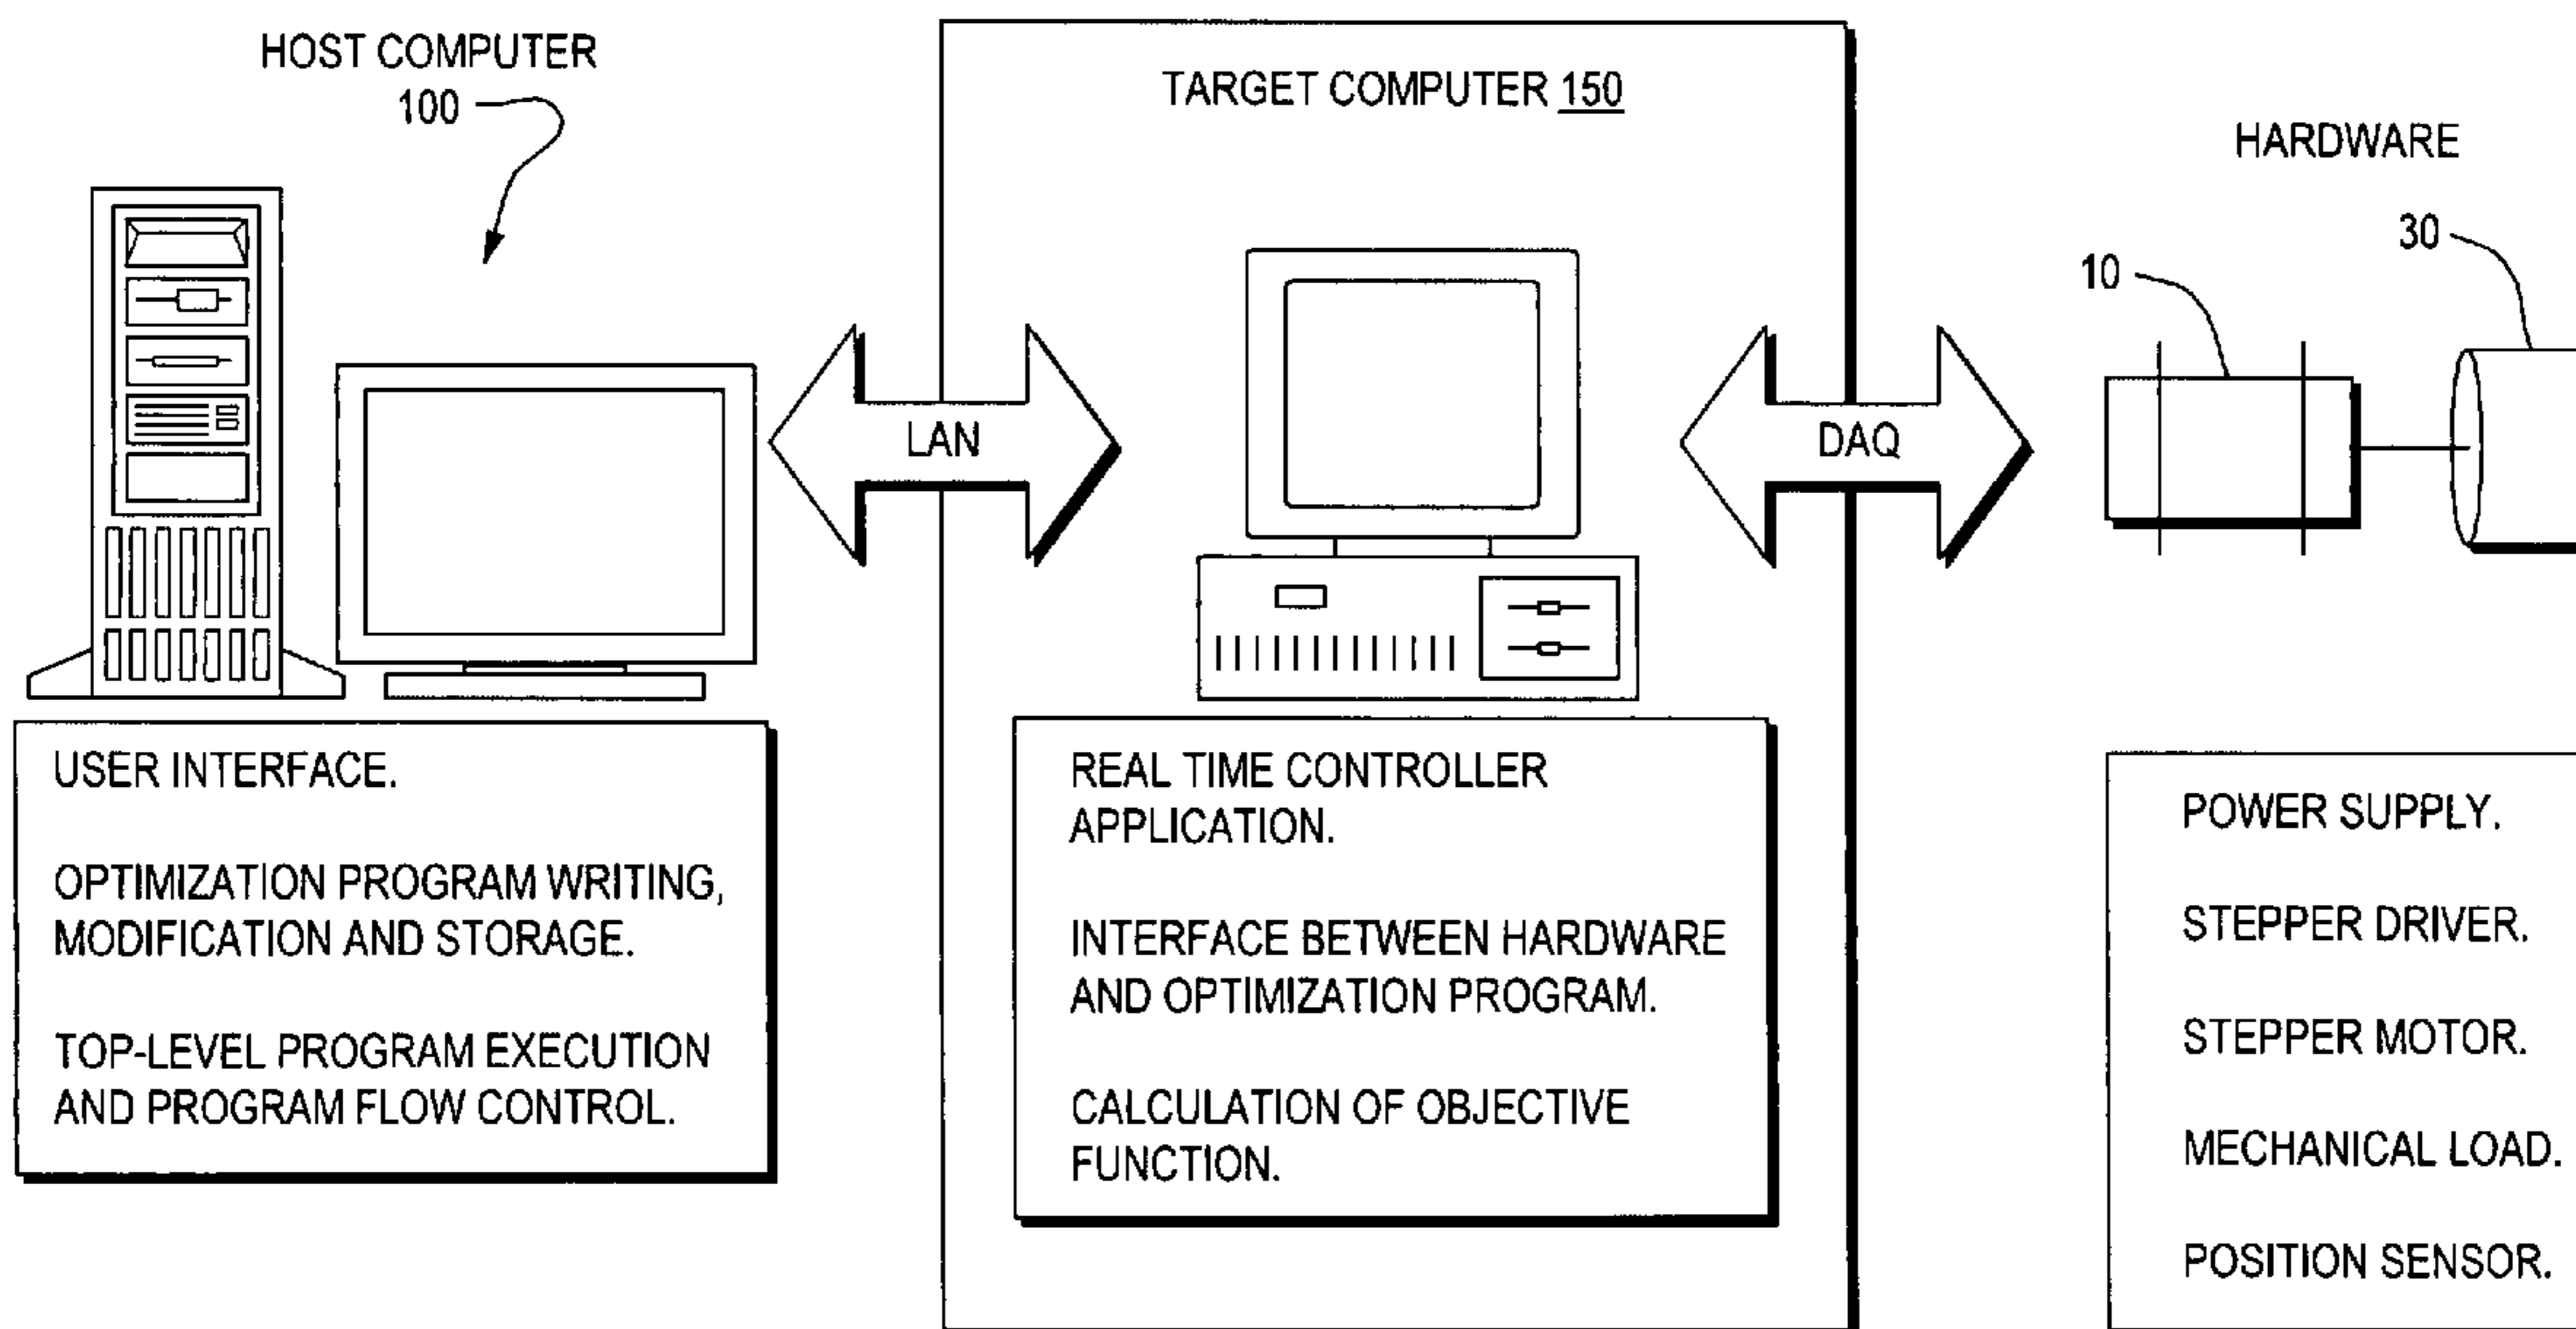 HOST COMPUTER
100
TARGET COMPUTER 150
HARDWARE
10
30
LAN
DAQ
USER INTERFACE.
OPTIMIZATION PROGRAM WRITING,
MODIFICATION AND STORAGE.
TOP-LEVEL PROGRAM EXECUTION
AND PROGRAM FLOW CONTROL.
REAL TIME CONTROLLER
APPLICATION.
INTERFACE BETWEEN HARDWARE
AND OPTIMIZATION PROGRAM.
CALCULATION OF OBJECTIVE
FUNCTION.
POWER SUPPLY.
STEPPER DRIVER.
STEPPER MOTOR.
MECHANICAL LOAD.
POSITION SENSOR.